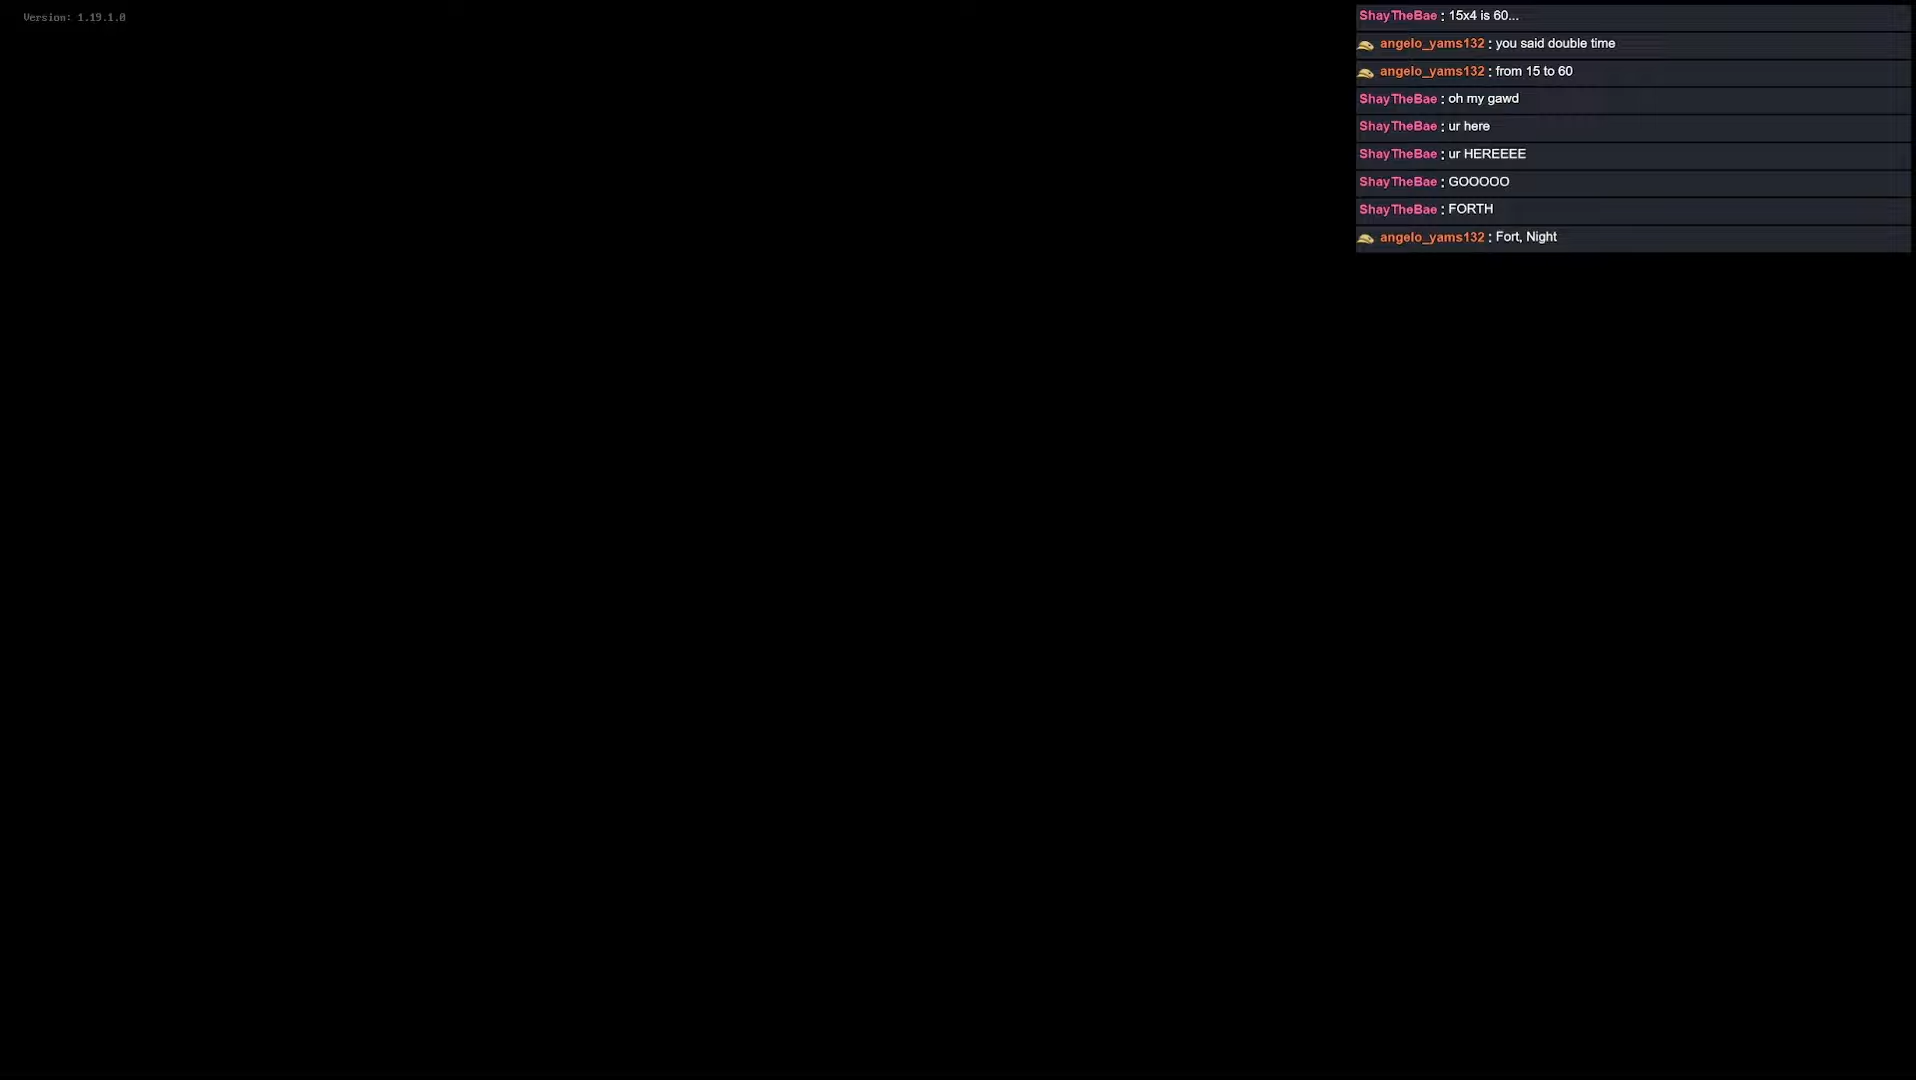 Version: 1.19.1.0
ShayTheBae : 15x4 is 60...
angelo_yams132 : you said double time
angelo_yams132 : from 15 to 60
ShayTheBae : oh my gawd
ShayTheBae : ur here
ShayTheBae : ur HEREEEE
ShayTheBae : GOOOOO
ShayTheBae : FORTH
angelo_yams132 : Fort, Night